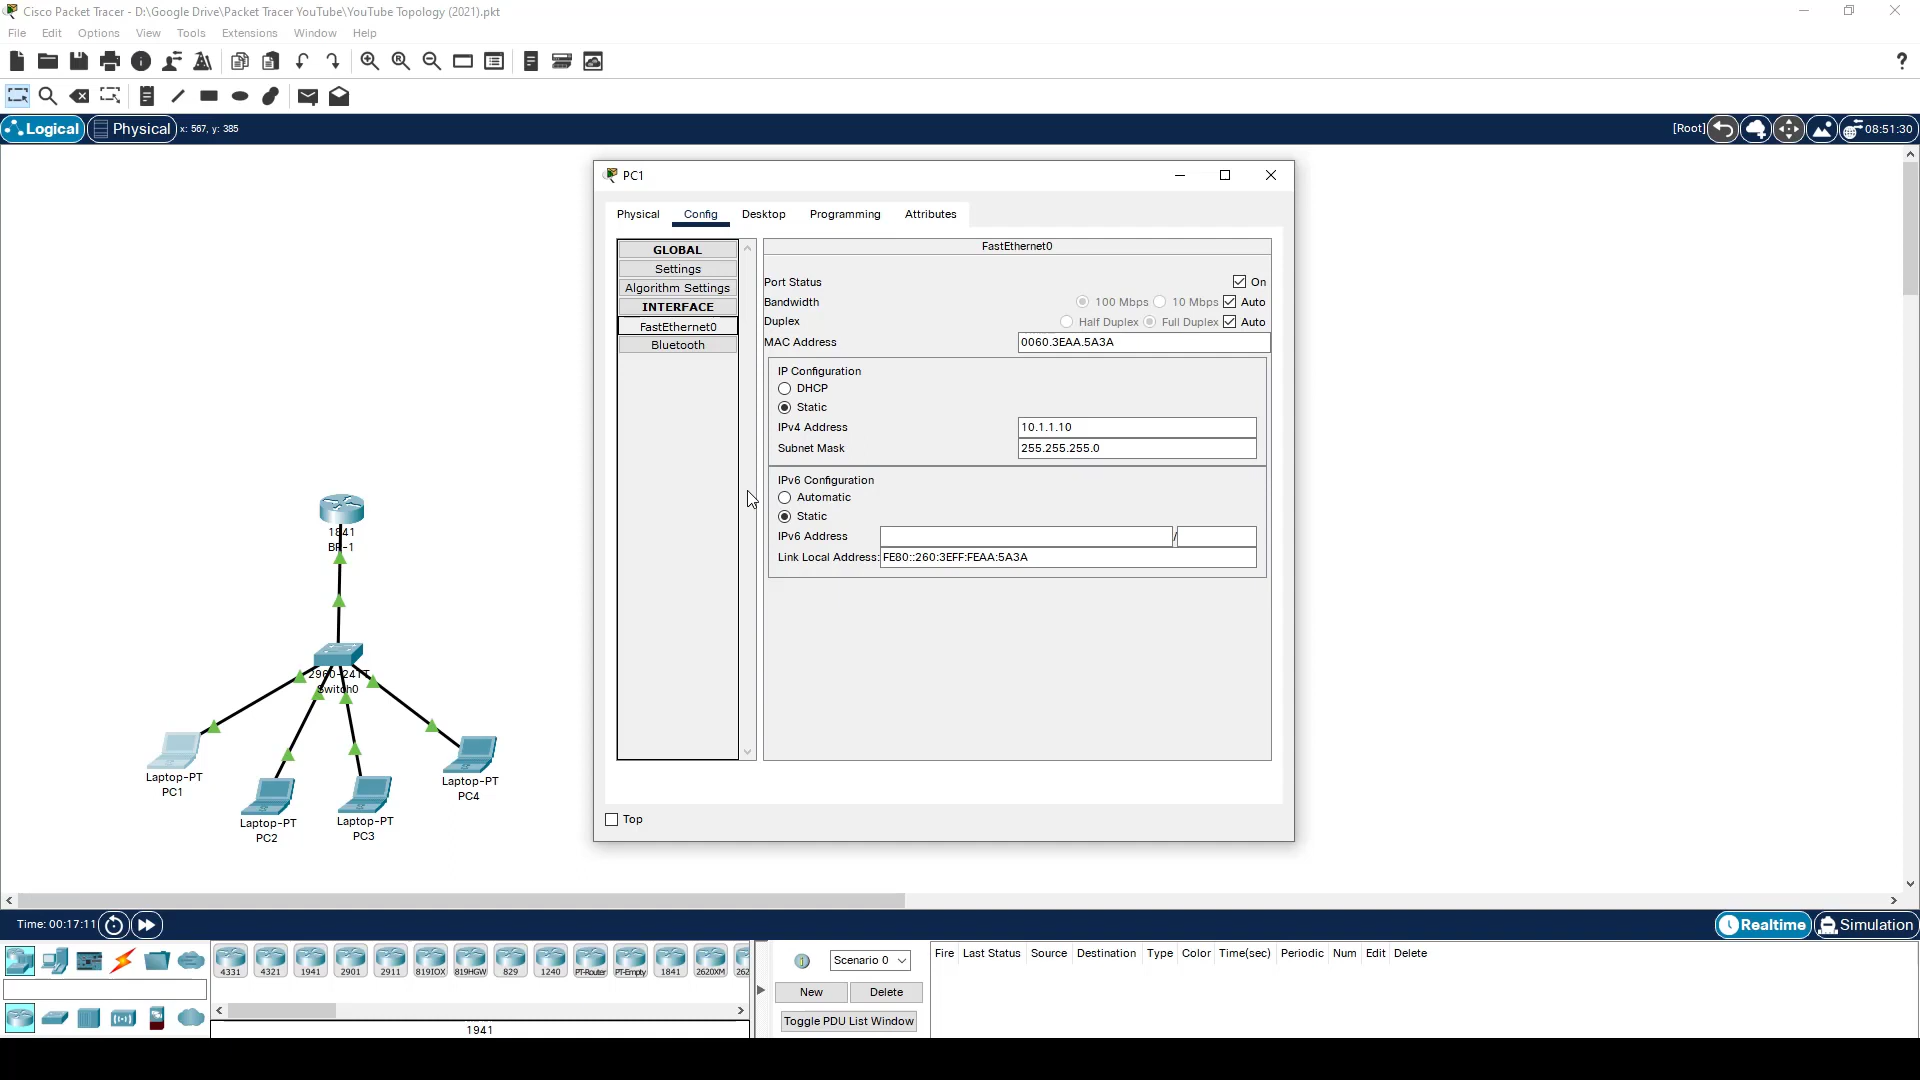 Cisco Packet Tracer - D:\Google Drive\Packet Tracer YouTube\YouTube Topology (2021).pkt
File Edit Options View Tools Extensions Window Help
?
Logical Physical x: 567, y: 385 [Root] 08:51:30
PC1
Physical Config Desktop Programming Attributes
GLOBAL
Settings
Algorithm Settings
INTERFACE
FastEthernet0
Bluetooth
FastEthernet0
Port Status On
Bandwidth 100 Mbps 10 Mbps Auto
Duplex Half Duplex Full Duplex Auto
MAC Address 0060.3EAA.5A3A
IP Configuration
DHCP
Static
IPv4 Address 10.1.1.10
Subnet Mask 255.255.255.0
IPv6 Configuration
Automatic
Static
IPv6 Address /
Link Local Address: FE80::260:3EFF:FEAA:5A3A
Top
1841
BR-1
2960-24TT
Switch0
Laptop-PT
PC1
Laptop-PT
PC2
Laptop-PT
PC3
Laptop-PT
PC4
Time: 00:17:11 Realtime Simulation
4331 4321 1941 2901 2911 819IOX 819HGW 829 1240 PT-Router PT-Empty 1841 2620XM 262
1941
Scenario 0
New Delete
Toggle PDU List Window
Fire Last Status Source Destination Type Color Time(sec) Periodic Num Edit Delete